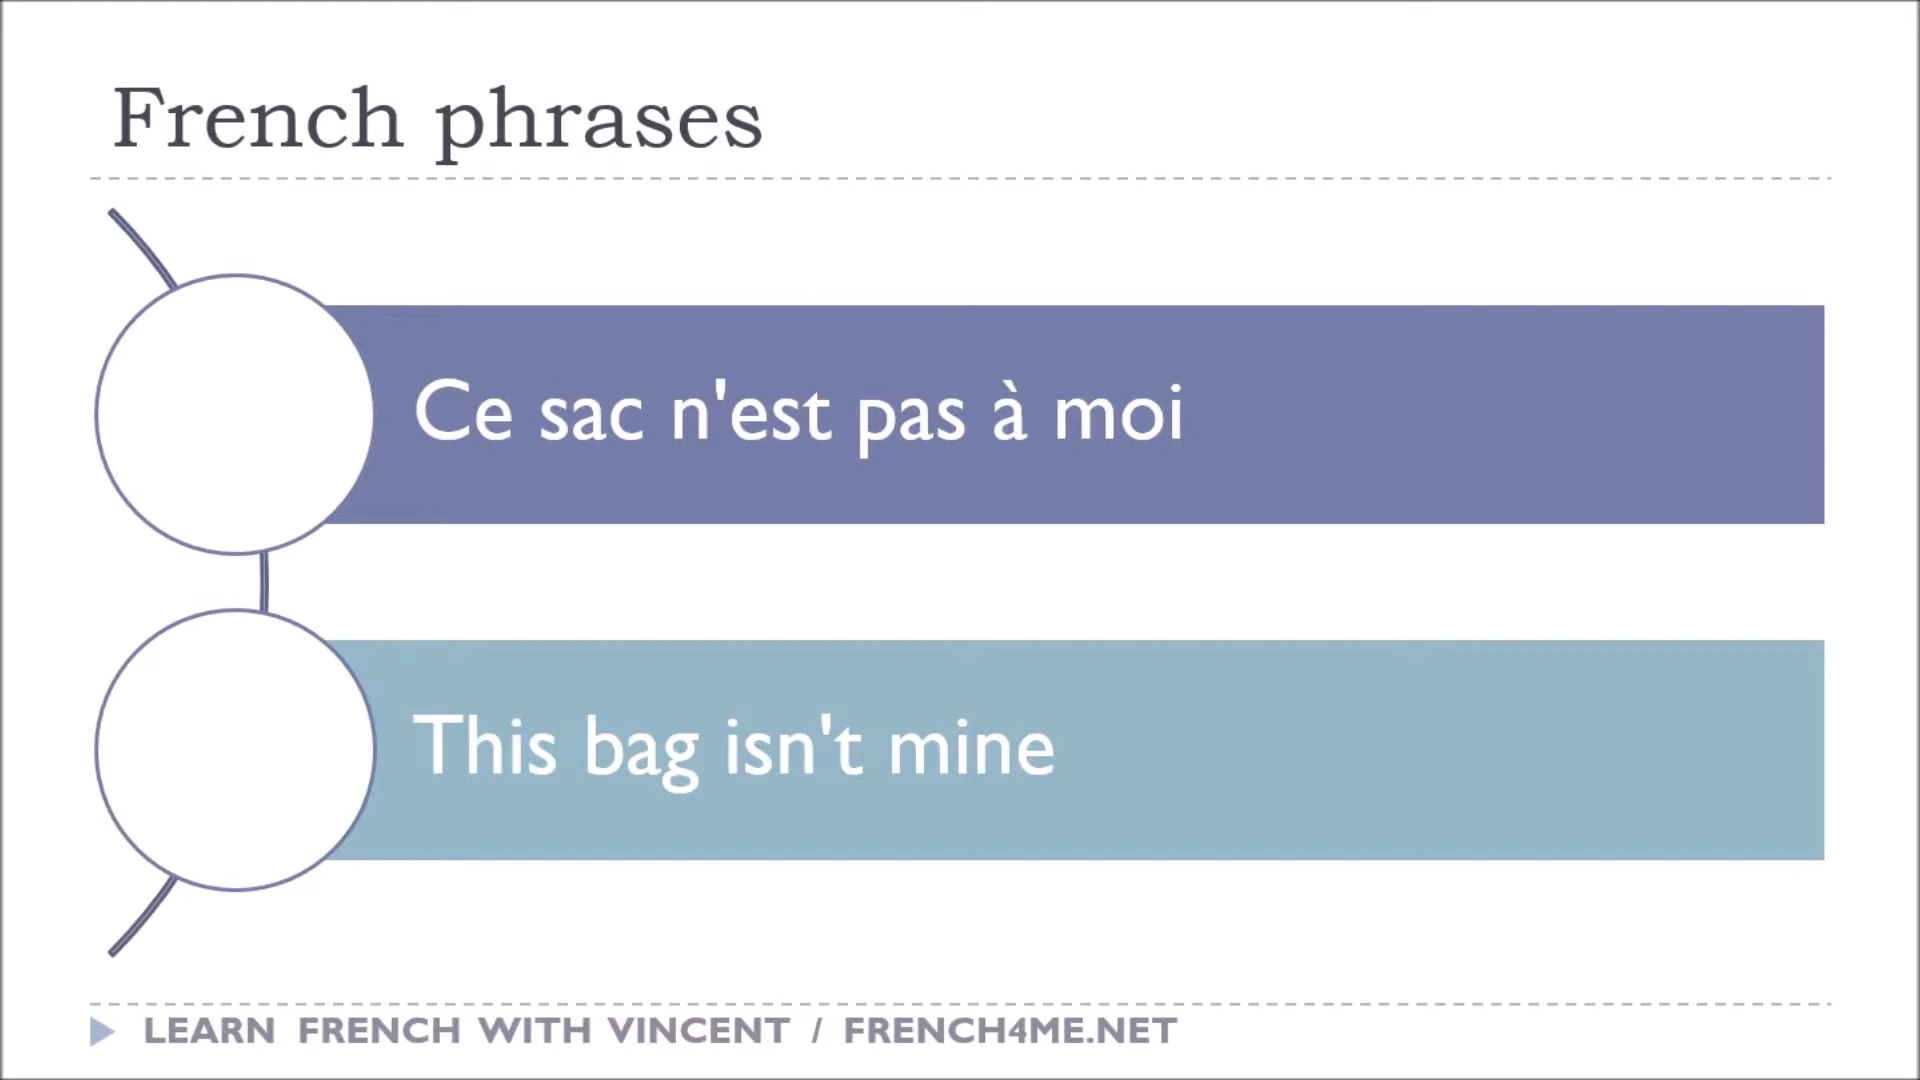 French phrases
Ce sac n'est pas à moi
This bag isn't mine
LEARN FRENCH WITH VINCENT / FRENCH4ME.NET